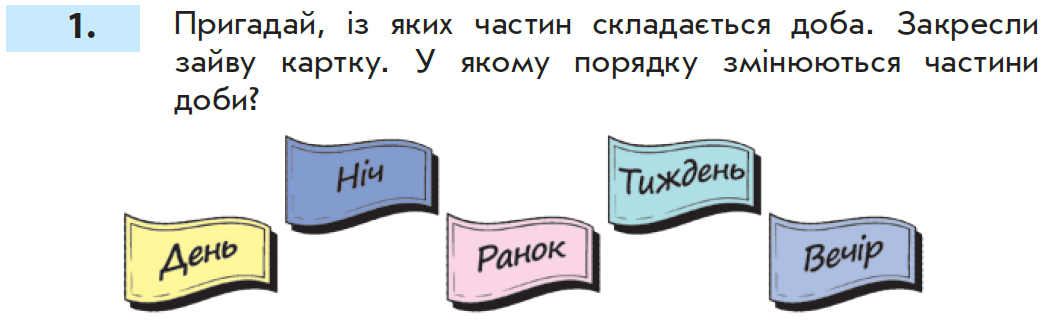 1. Пригадай, із яких частин складається доба. Закресли
зайву картку. У якому порядку змінюються частини
доби?
Ніч
Тиждень
День
Ранок
Вечір